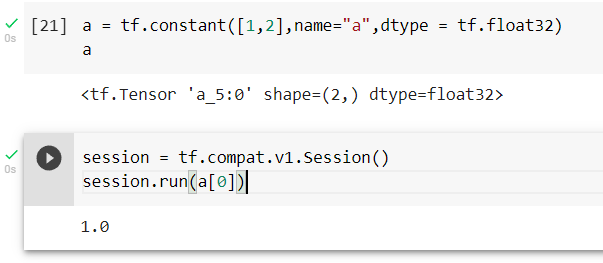 [21] a = tf.constant([1,2],name="a",dtype = tf.float32)
0s
a
<tf.Tensor 'a_5:0' shape=(2,) dtype=float32>
session = tf.compat.v1.Session()
0s
session.run(a[0])
1.0